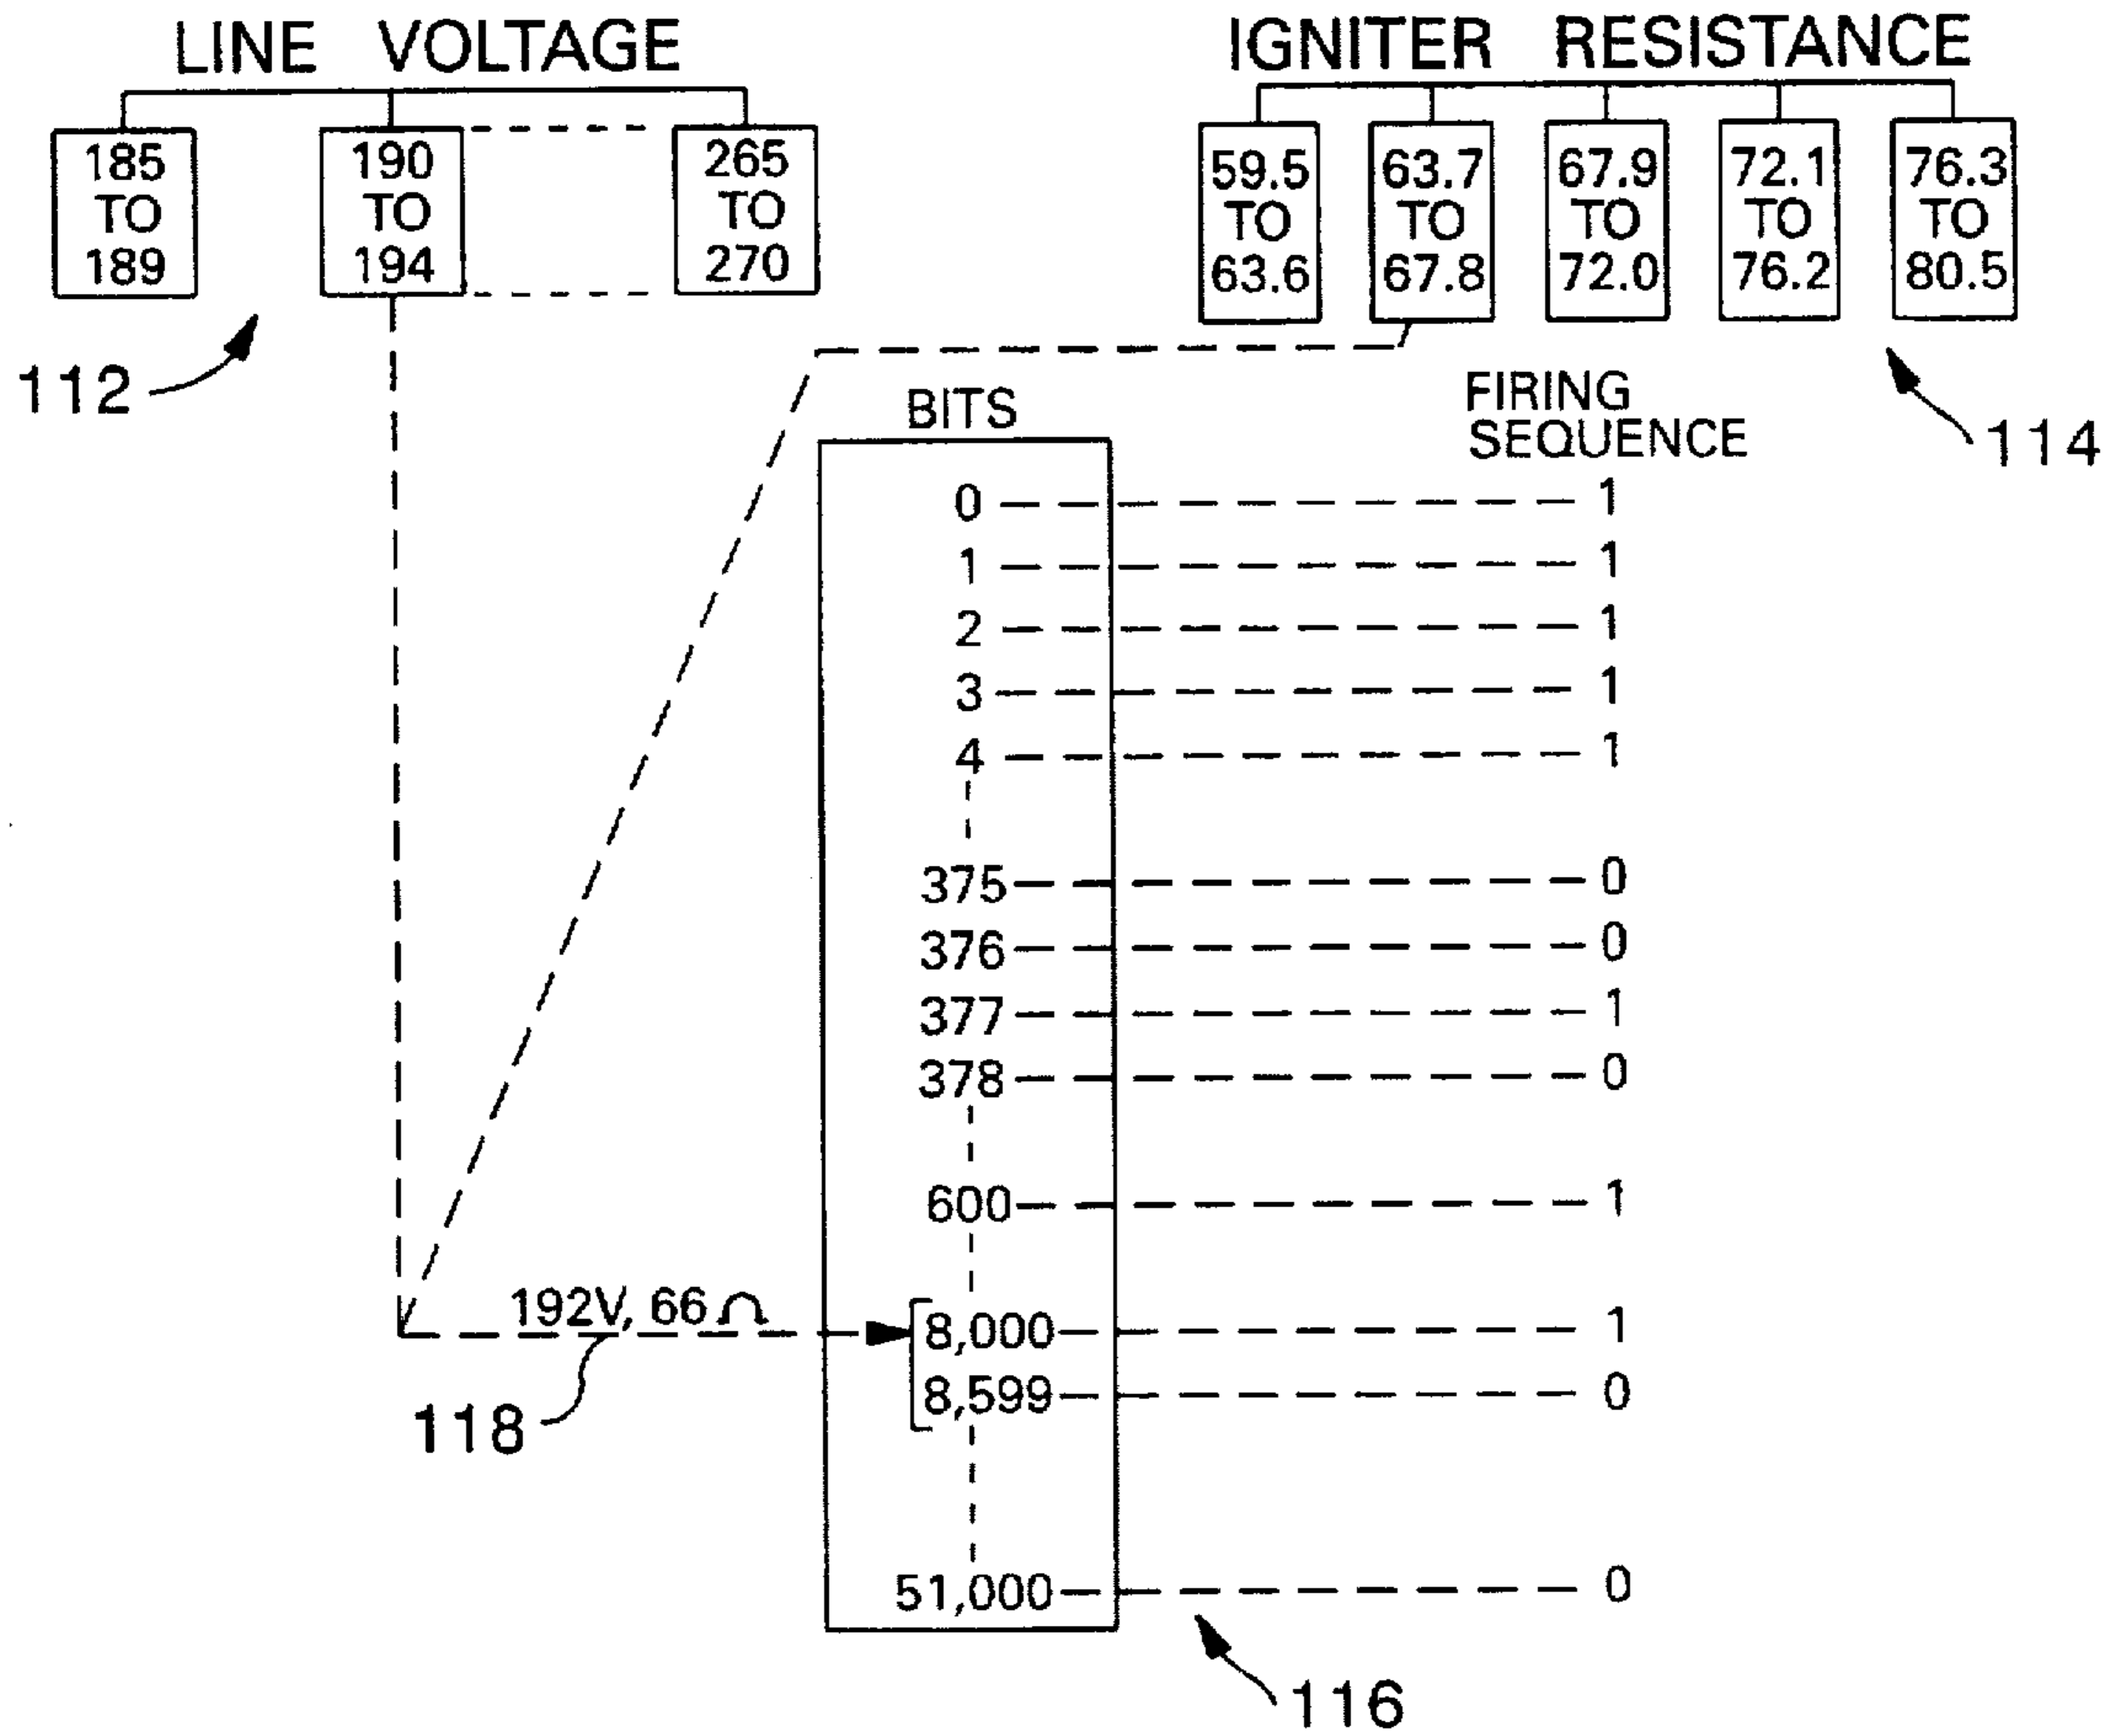 LINE VOLTAGE
185
TO
189
190
TO
194
265
TO
270
112
IGNITER RESISTANCE
59.5
TO
63.6
63.7
TO
67.8
67.9
TO
72.0
72.1
TO
76.2
76.3
TO
80.5
114
BITS
FIRING
SEQUENCE
0 1
1 1
2 1
3 1
4 1
375 0
376 0
377 1
378 0
600 1
192V, 66 Ω
8,000 1
8,599 0
118
51,000 0
116